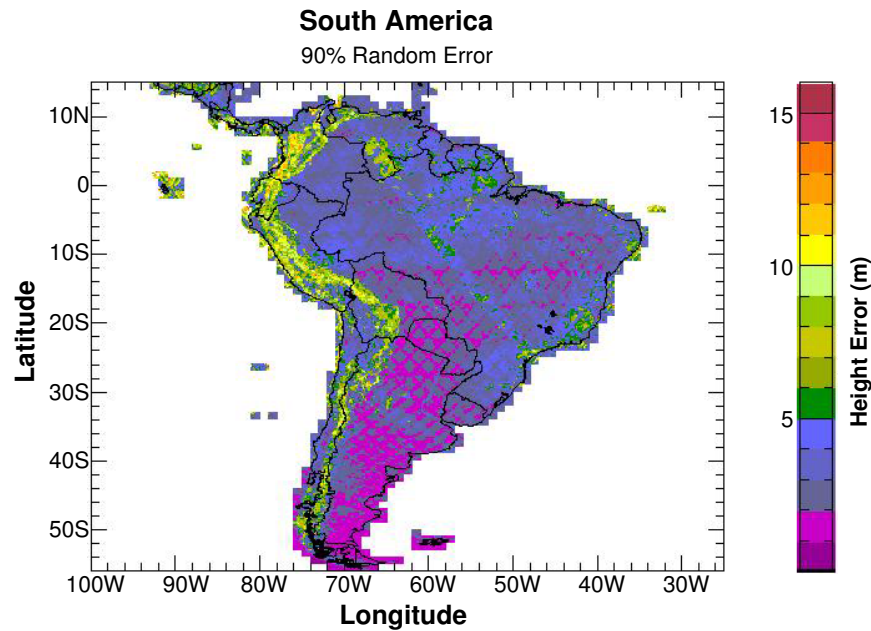 South America
90% Random Error
10N
0
10S
20S
30S
40S
50S
Latitude
100W 90W 80W 70W 60W 50W 40W 30W
Longitude
15
10
5
Height Error (m)